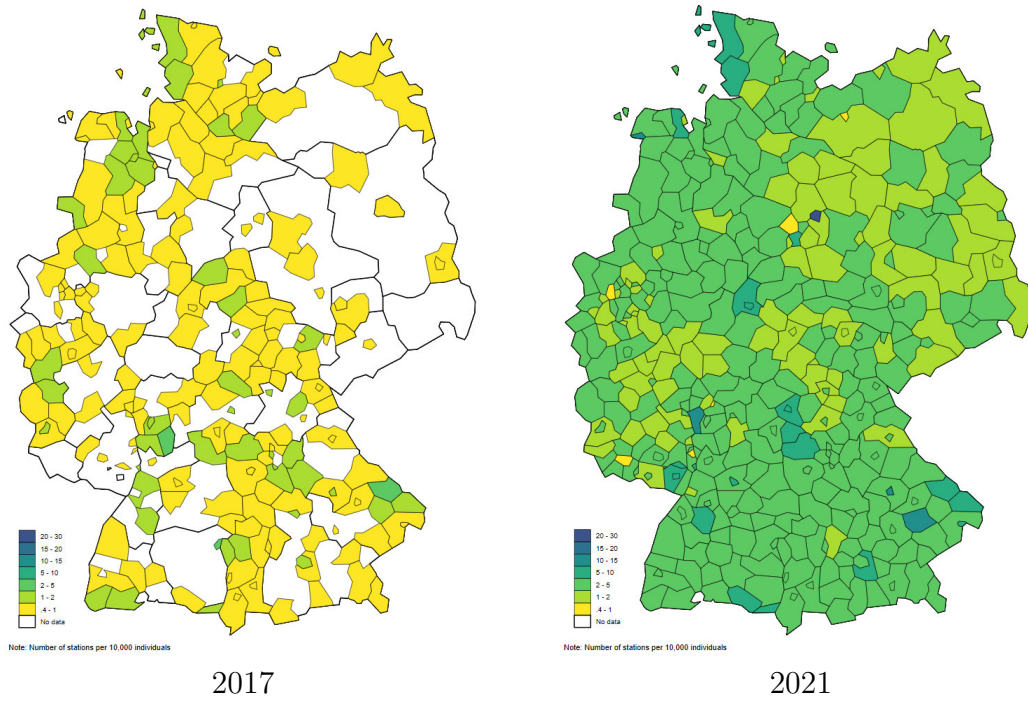 20 - 30
15 - 20
10 - 15
5 - 10
2 - 5
1 - 2
.4 - 1
No data
Note: Number of stations per 10,000 individuals
2017
20 - 30
15 - 20
10 - 15
5 - 10
2 - 5
1 - 2
.4 - 1
No data
Note: Number of stations per 10,000 individuals
2021